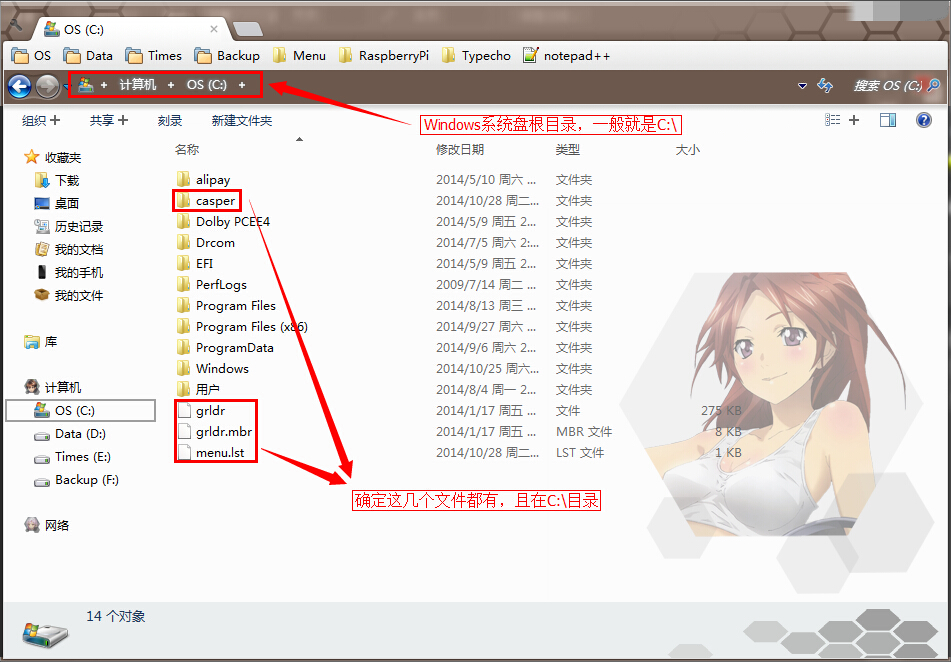 OS (C:)
OS Data Times Backup Menu RaspberryPi Typecho notepad++
计算机 OS (C:) 搜索 OS (C:)
Windows系统盘根目录，一般就是C:\
组织 共享 刻录 新建文件夹
名称 修改日期 类型 大小
收藏夹
下载
桌面
历史记录
我的文档
我的手机
我的文件
库
计算机
OS (C:)
Data (D:)
Times (E:)
Backup (F:)
网络
alipay 2014/5/10 周六 ... 文件夹
casper 2014/10/28 周二... 文件夹
Dolby PCEE4 2014/5/9 周五 2... 文件夹
Drcom 2014/7/5 周六 2:... 文件夹
EFI 2014/5/9 周五 2... 文件夹
PerfLogs 2009/7/14 周二 ... 文件夹
Program Files 2014/8/13 周三 ... 文件夹
Program Files (x86) 2014/9/27 周六 ... 文件夹
ProgramData 2014/9/6 周六 2... 文件夹
Windows 2014/10/25 周六... 文件夹
用户 2014/8/4 周一 2... 文件夹
grldr 2014/1/17 周五 ... 文件 275 KB
grldr.mbr 2014/1/17 周五 ... MBR 文件 8 KB
menu.lst 2014/10/28 周二... LST 文件 1 KB
确定这几个文件都有，且在C:\目录
14 个对象